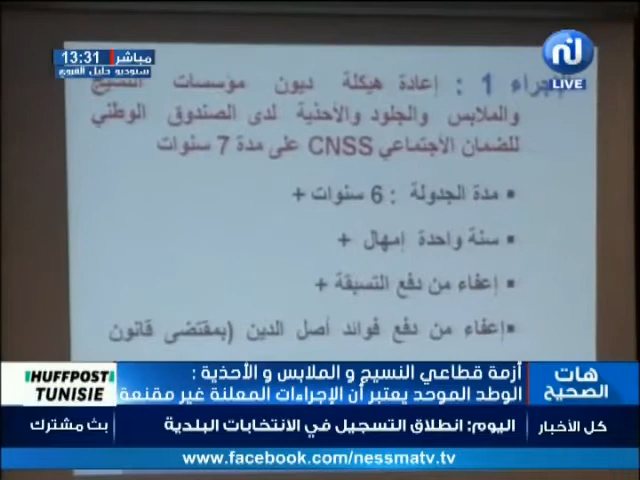 مباشر 13:31
ستوديو جليل القروي
LIVE
إجراء 1 : إعادة هيكلة ديون مؤسسات النسيج
والملابس والجلود والأحذية لدى الصندوق الوطني
للضمان الاجتماعي CNSS على مدة 7 سنوات
▪ مدة الجدولة : 6 سنوات +
▪ سنة واحدة إمهال +
▪ إعفاء من دفع التسبقة +
▪ إعفاء من دفع فوائد أصل الدين (بمقتضى قانون
هات الصحيح
أزمة قطاعي النسيج و الملابس و الأحذية :
الوطد الموحد يعتبر أن الإجراءات المعلنة غير مقنعة
HUFFPOST
TUNISIE
كل الأخبار
اليوم: انطلاق التسجيل في الانتخابات البلدية
بث مشترك
www.facebook.com/nessmatv.tv